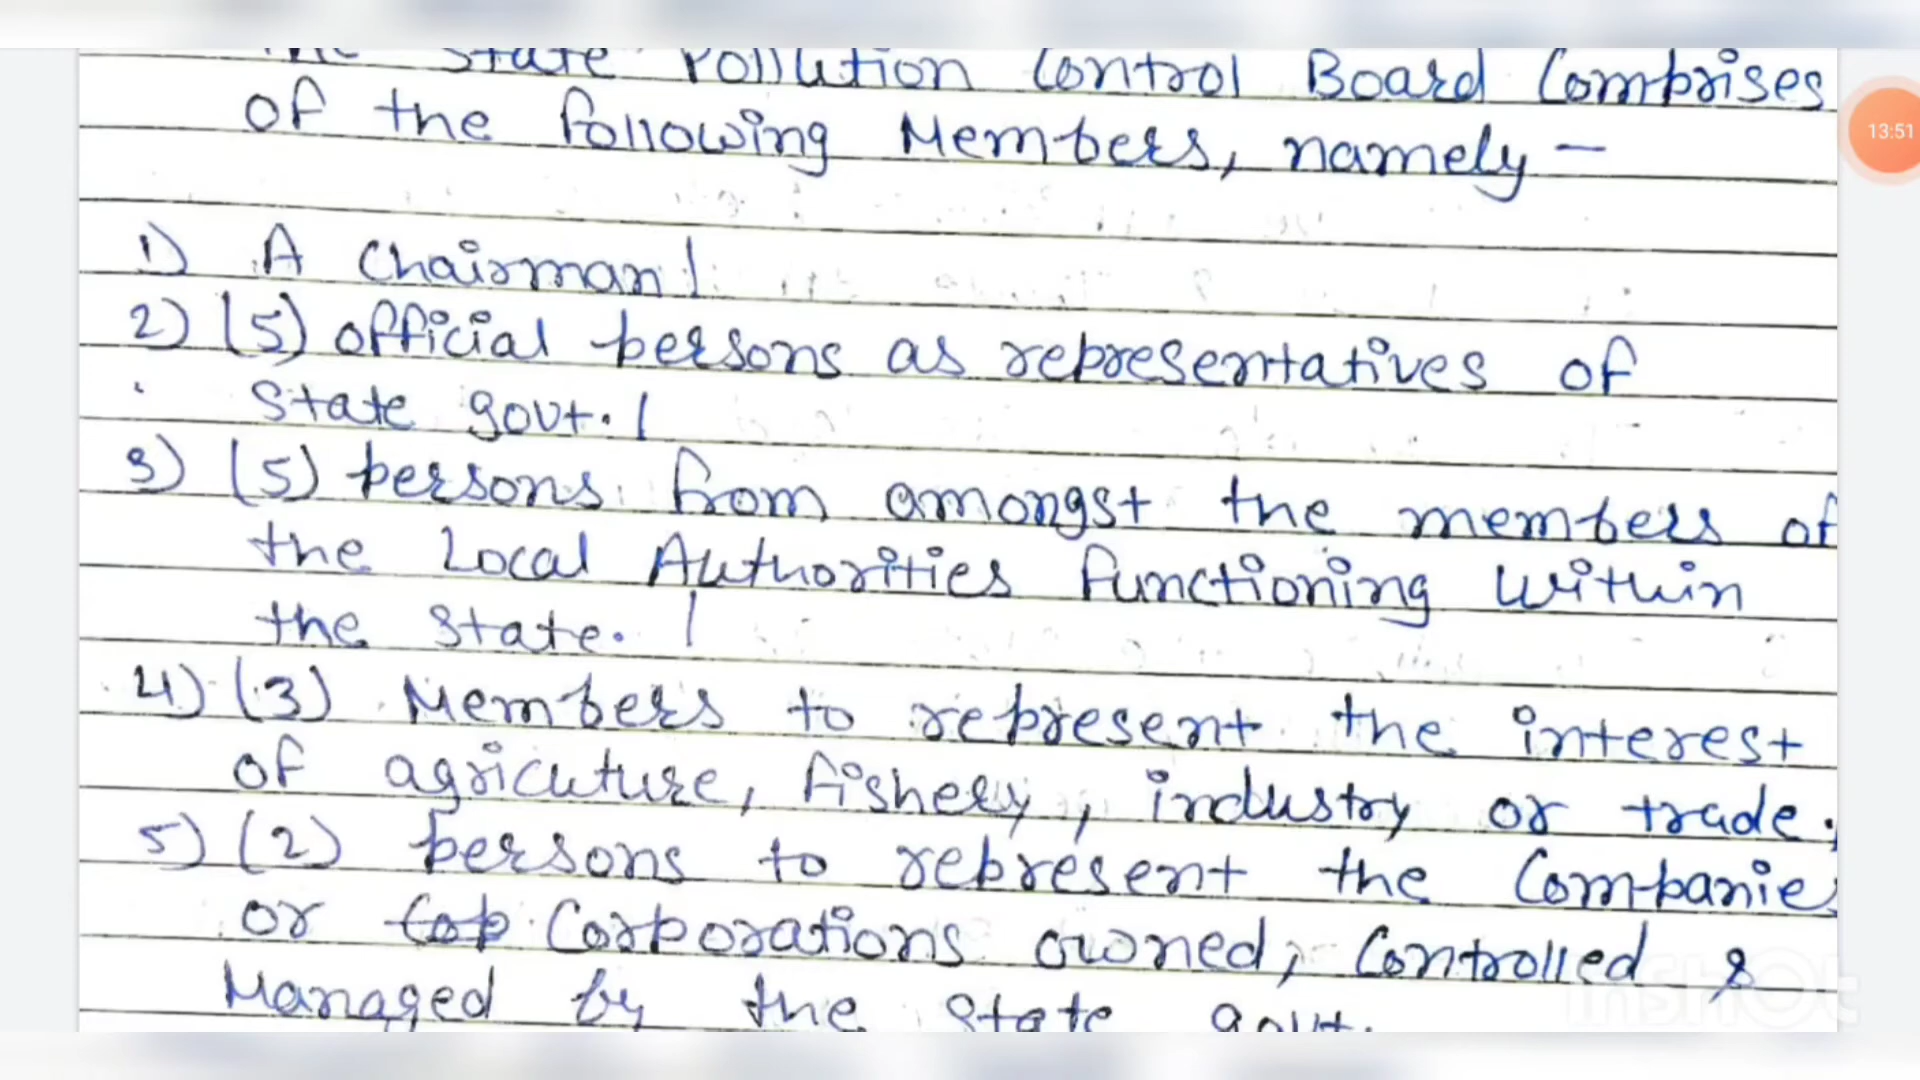 The State Pollution Control Board Comprises
of the following Members, namely –
13:51
1) A Chairman |
2) (5) official persons as representatives of
State govt. |
3) (5) persons from amongst the members of
the Local Authorities functioning within
the State. |
4) (3) Members to represent the interest
of agricuture, fishery, industry or trade.
5) (2) persons to represent the Companies
or Cop Corporations owned, Controlled &
Managed by the State govt.
InShOt